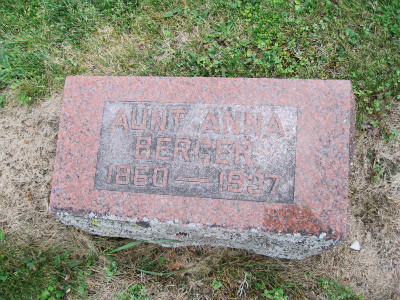 AUNT ANNA
BERGER
1860 — 1937